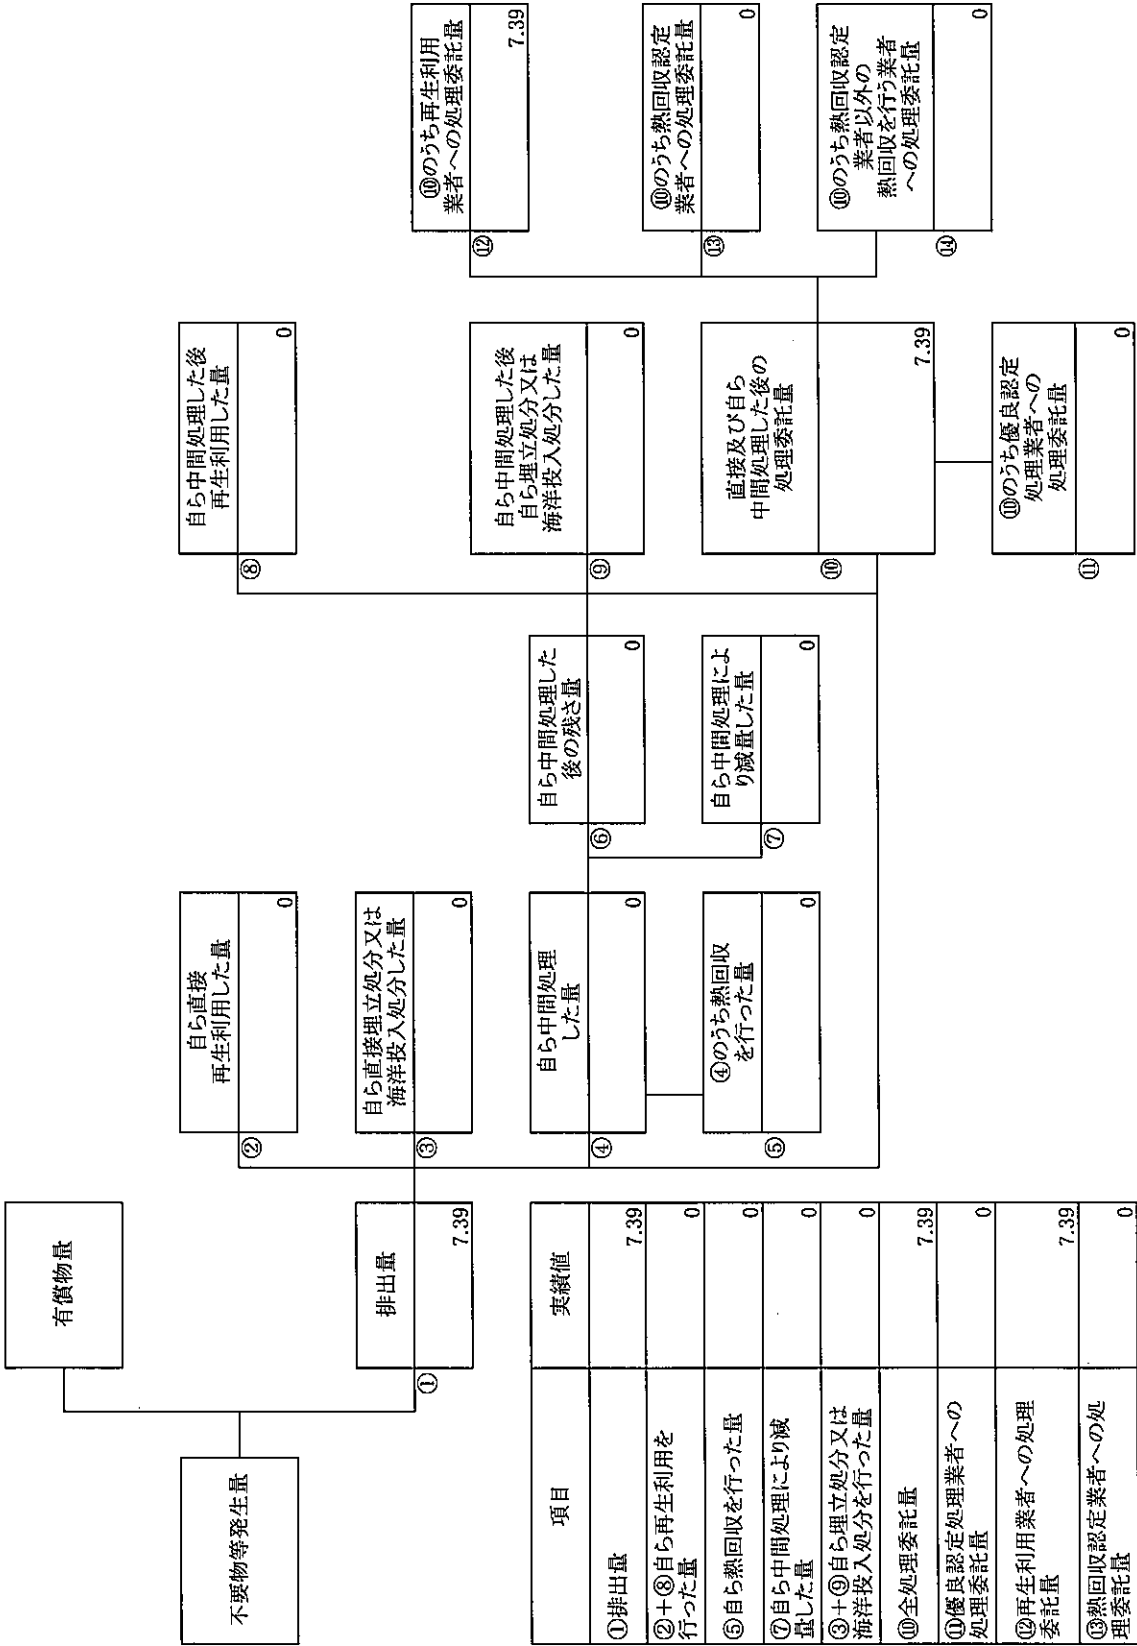 不要物等発生量
有償物量
①
排出量
7.39
②
自ら直接
再生利用した量
0
③
自ら直接埋立処分又は
海洋投入処分した量
0
④
自ら中間処理
した量
0
⑤
④のうち熱回収
を行った量
0
⑥
自ら中間処理した
後の残さ量
0
⑦
自ら中間処理によ
り減量した量
0
⑧
自ら中間処理した後
再生利用した量
0
⑨
自ら中間処理した後
自ら埋立処分又は
海洋投入処分した量
0
⑩
直接及び自ら
中間処理した後の
処理委託量
7.39
⑪
⑩のうち優良認定
処理業者への
処理委託量
0
⑫
⑩のうち再生利用
業者への処理委託量
7.39
⑬
⑩のうち熱回収認定
業者への処理委託量
0
⑭
⑩のうち熱回収認定
業者以外の
熱回収を行う業者
への処理委託量
0
項目
実績値
①排出量
7.39
②+⑧自ら再生利用を
行った量
0
⑤自ら熱回収を行った量
0
⑦自ら中間処理により減
量した量
0
③+⑨自ら埋立処分又は
海洋投入処分を行った量
0
⑩全処理委託量
7.39
⑪優良認定処理業者への
処理委託量
0
⑫再生利用業者への処理
委託量
7.39
⑬熱回収認定業者への処
理委託量
0